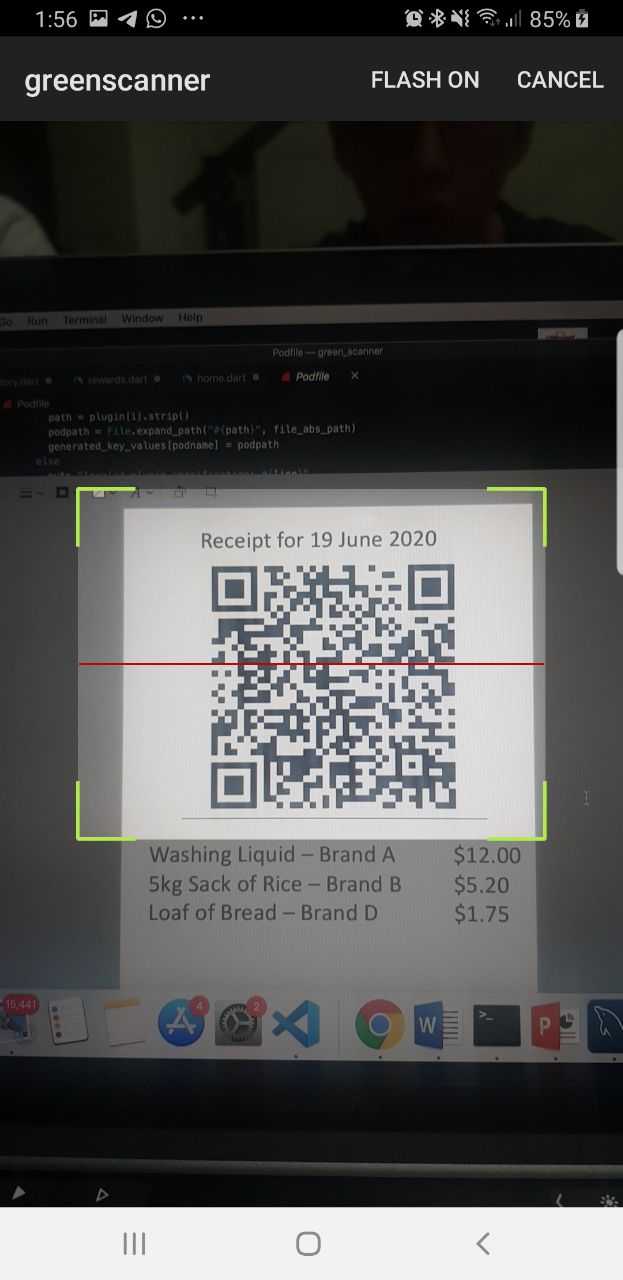 1:56 ... 85%
greenscanner FLASH ON CANCEL
Go Run Terminal Window Help
Podfile — green_scanner
tory.dart rewards.dart home.dart Podfile
Podfile
path = plugin[i].strip()
podpath = File.expand_path("#{path}", file_abs_path)
generated_key_values[podname] = podpath
else
Receipt for 19 June 2020
Washing Liquid – Brand A $12.00
5kg Sack of Rice – Brand B $5.20
Loaf of Bread – Brand D $1.75
15,441 4 2 W >_ P